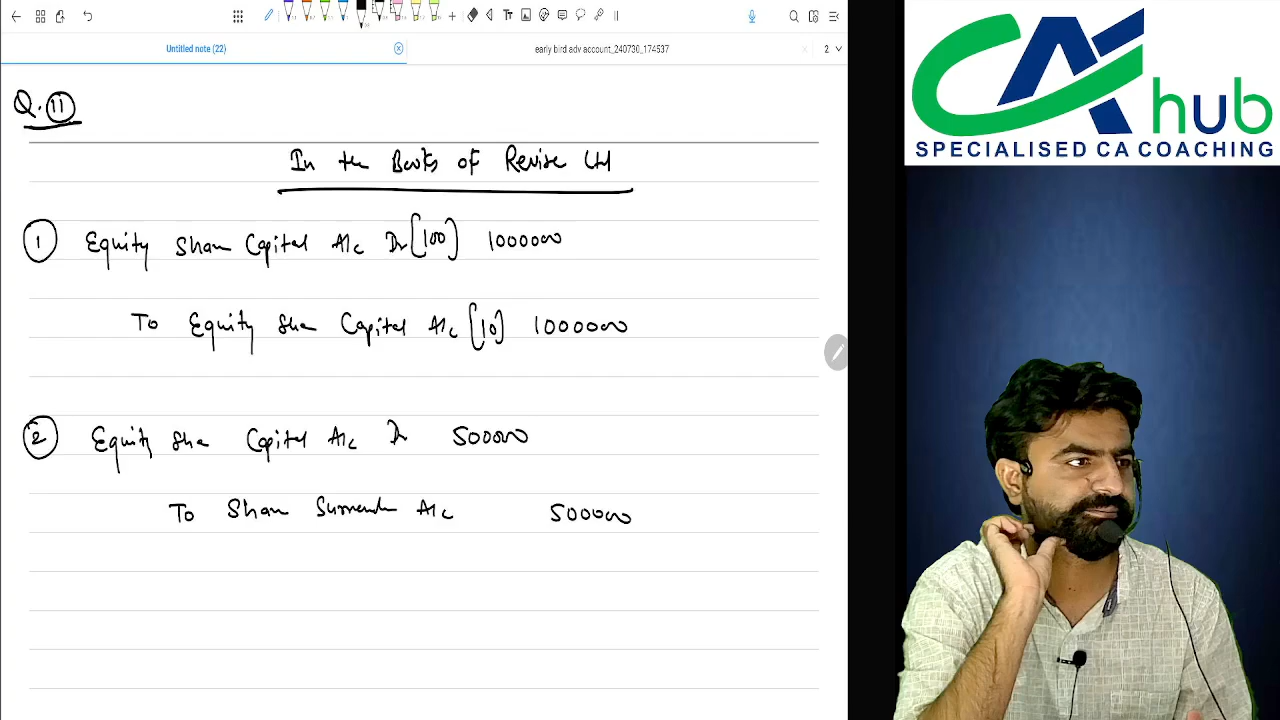 Untitled note (22)
early bird adv account_240730_174537
2
Q. 11
In the Books of Revise Ltd
1 Equity Share Capital A/c Dr [100] 1000000
To Equity Share Capital A/c [10] 1000000
2 Equity Share Capital A/c Dr 500000
To Share Surrender A/c 500000
CA hub
SPECIALISED CA COACHING